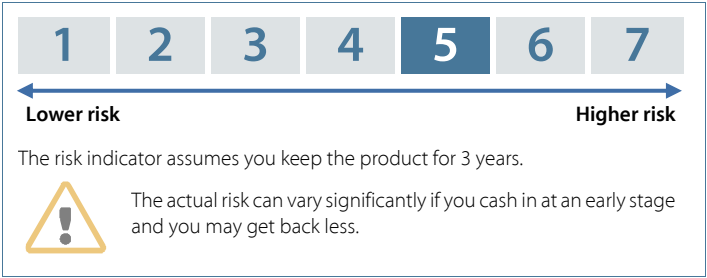 1 2 3 4 5 6 7
Lower risk Higher risk
The risk indicator assumes you keep the product for 3 years.
The actual risk can vary significantly if you cash in at an early stage
and you may get back less.